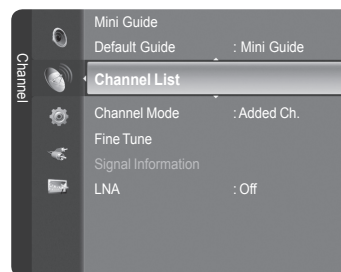 Channel
Mini Guide
Default Guide : Mini Guide
Channel List
Channel Mode : Added Ch.
Fine Tune
Signal Information
LNA : Off